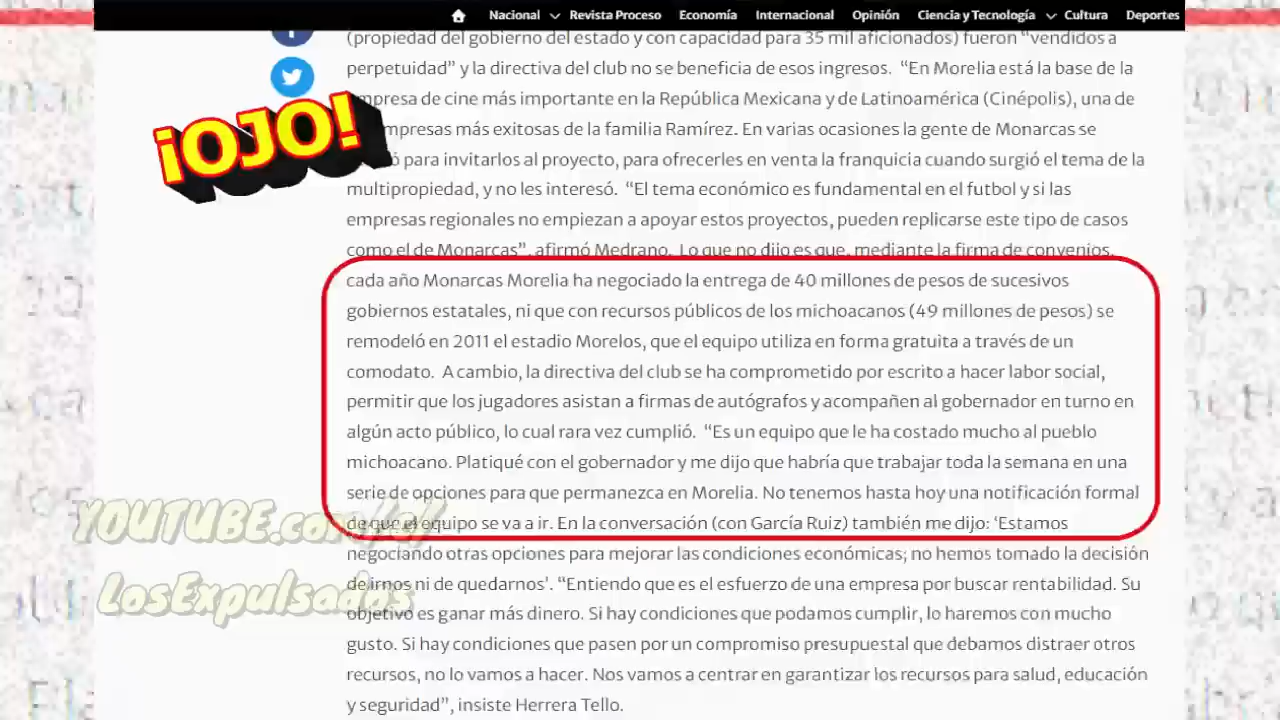 Nacional Revista Proceso Economía Internacional Opinión Ciencia y Tecnología Cultura Deportes
(propiedad del gobierno del estado y con capacidad para 35 mil aficionados) fueron “vendidos a
perpetuidad” y la directiva del club no se beneficia de esos ingresos. “En Morelia está la base de la
empresa de cine más importante en la República Mexicana y de Latinoamérica (Cinépolis), una de
¡OJO!
empresas más exitosas de la familia Ramírez. En varias ocasiones la gente de Monarcas se
para invitarlos al proyecto, para ofrecerles en venta la franquicia cuando surgió el tema de la
multipropiedad, y no les interesó. “El tema económico es fundamental en el futbol y si las
empresas regionales no empiezan a apoyar estos proyectos, pueden replicarse este tipo de casos
como el de Monarcas”, afirmó Medrano. Lo que no dijo es que, mediante la firma de convenios,
cada año Monarcas Morelia ha negociado la entrega de 40 millones de pesos de sucesivos
gobiernos estatales, ni que con recursos públicos de los michoacanos (49 millones de pesos) se
remodeló en 2011 el estadio Morelos, que el equipo utiliza en forma gratuita a través de un
comodato. A cambio, la directiva del club se ha comprometido por escrito a hacer labor social,
permitir que los jugadores asistan a firmas de autógrafos y acompañen al gobernador en turno en
algún acto público, lo cual rara vez cumplió. “Es un equipo que le ha costado mucho al pueblo
michoacano. Platiqué con el gobernador y me dijo que habría que trabajar toda la semana en una
serie de opciones para que permanezca en Morelia. No tenemos hasta hoy una notificación formal
de que el equipo se va a ir. En la conversación (con García Ruiz) también me dijo: ‘Estamos
negociando otras opciones para mejorar las condiciones económicas; no hemos tomado la decisión
de irnos ni de quedarnos’. “Entiendo que es el esfuerzo de una empresa por buscar rentabilidad. Su
objetivo es ganar más dinero. Si hay condiciones que podamos cumplir, lo haremos con mucho
gusto. Si hay condiciones que pasen por un compromiso presupuestal que debamos distraer otros
recursos, no lo vamos a hacer. Nos vamos a centrar en garantizar los recursos para salud, educación
y seguridad”, insiste Herrera Tello.
YOUTUBE.com/c/
LosExpulsados